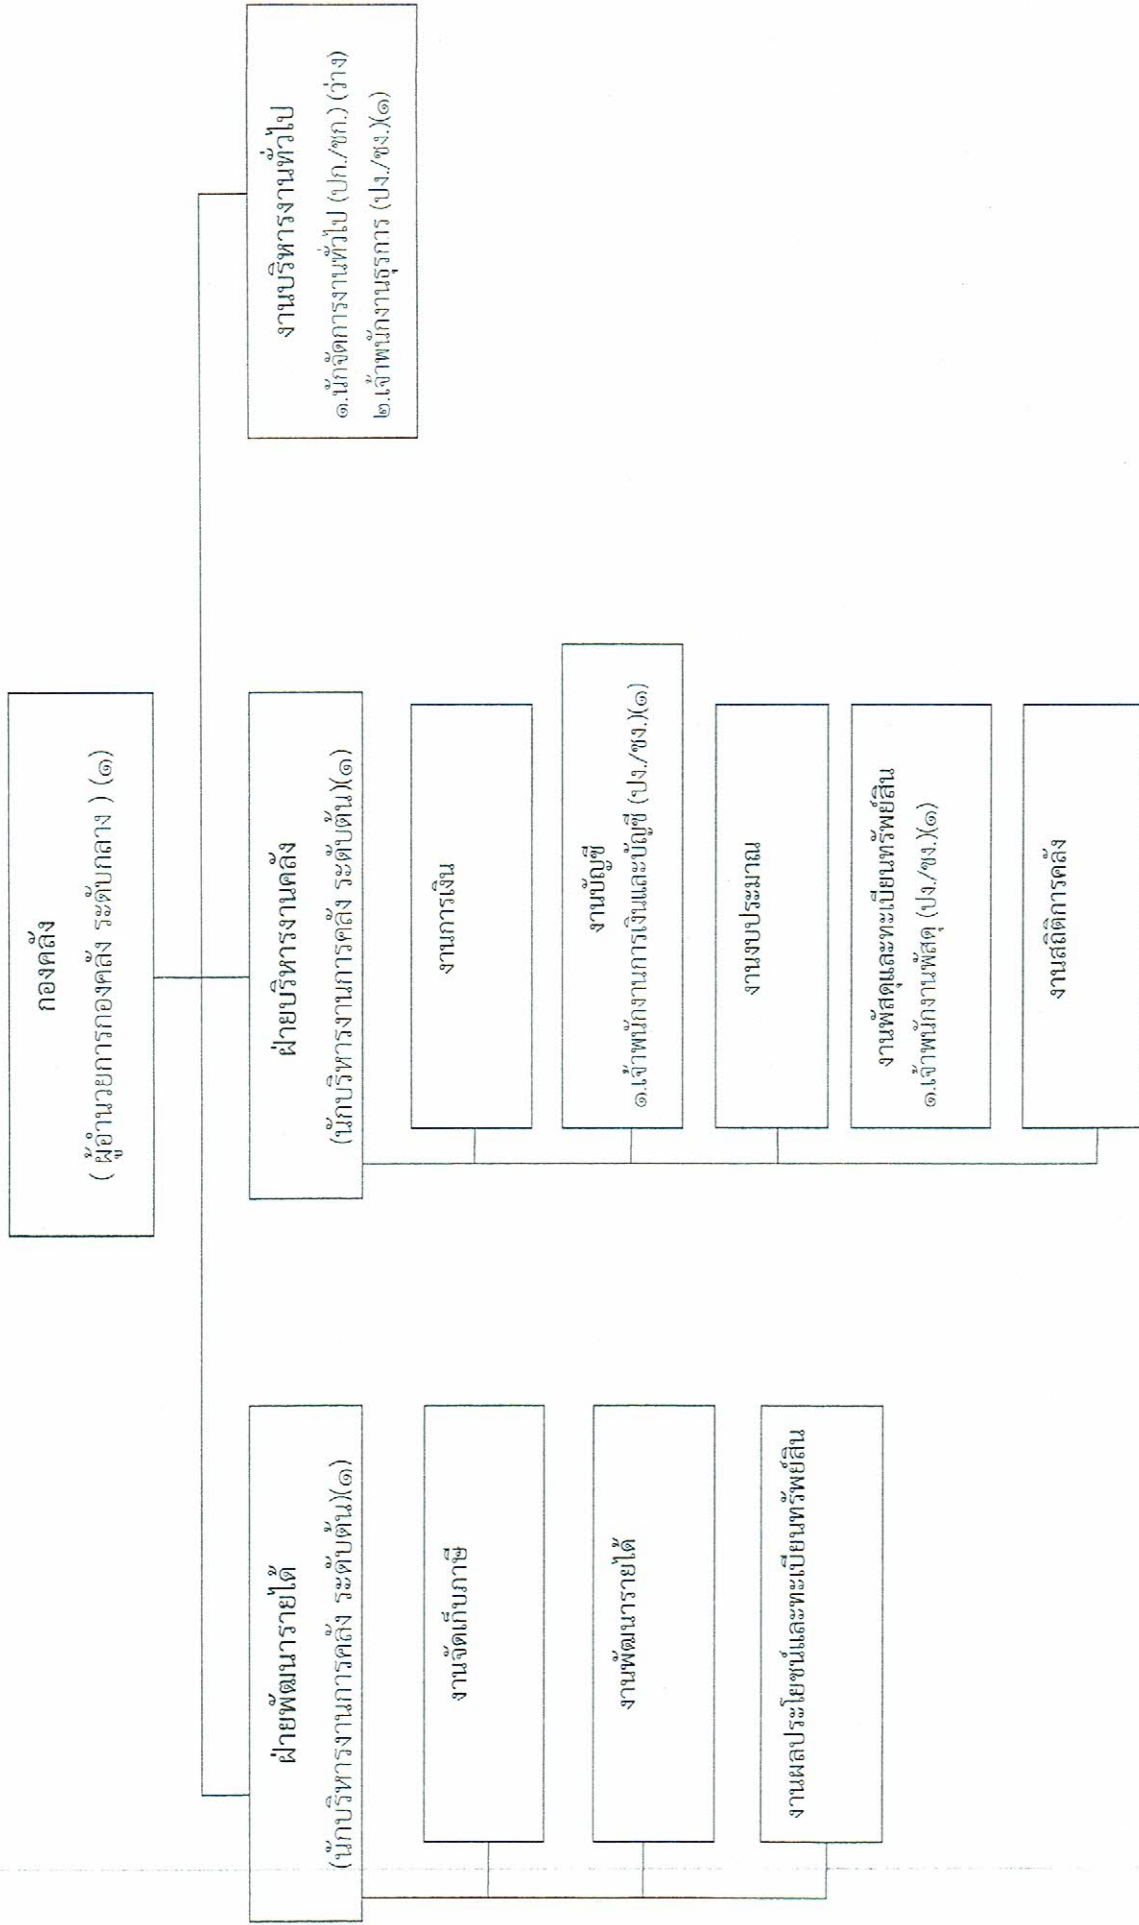 กองคลัง
( ผู้อำนวยการกองคลัง ระดับกลาง ) (๑)
ฝ่ายพัฒนารายได้
(นักบริหารงานการคลัง ระดับต้น)(๑)
งานจัดเก็บภาษี
งานพัฒนารายได้
งานผลประโยชน์และทะเบียนทรัพย์สิน
ฝ่ายบริหารงานคลัง
(นักบริหารงานการคลัง ระดับต้น)(๑)
งานการเงิน
งานบัญชี
๑.เจ้าพนักงานการเงินและบัญชี (ปง./ชง.)(๑)
งานงบประมาณ
งานพัสดุและทะเบียนทรัพย์สิน
๑.เจ้าพนักงานพัสดุ (ปง./ชง.)(๑)
งานสถิติการคลัง
งานบริหารงานทั่วไป
๑.นักจัดการงานทั่วไป (ปก./ชก.) (ว่าง)
๒.เจ้าพนักงานธุรการ (ปง./ชง.)(๑)